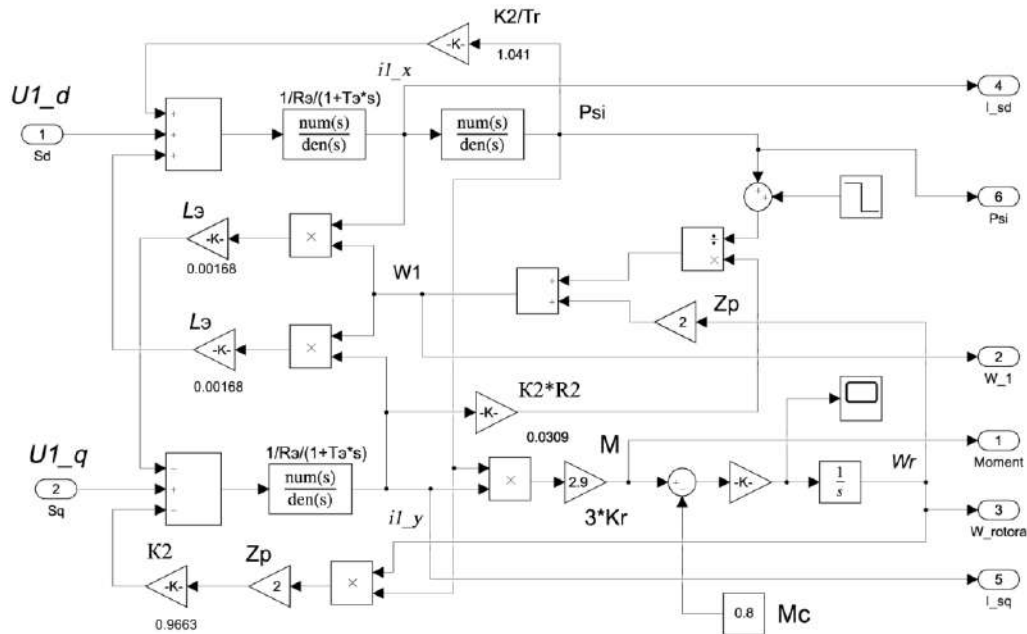 K2/Tr
-K-
1.041
U1_d
i1_x
1/Rэ/(1+Tэ*s)
1
Sd
+
+
+
num(s)
den(s)
num(s)
den(s)
Psi
4
I_sd
+
+
6
Psi
Lэ
-K-
0.00168
×
÷
×
W1
+
+
Zp
2
Lэ
-K-
0.00168
×
2
W_1
K2*R2
-K-
0.0309
U1_q
1/Rэ/(1+Tэ*s)
2
Sq
−
+
−
num(s)
den(s)
i1_y
×
2.9
3*Kr
M
−
-K-
1
s
Wr
1
Moment
3
W_rotora
K2
-K-
0.9663
Zp
2
×
0.8
Mc
5
I_sq